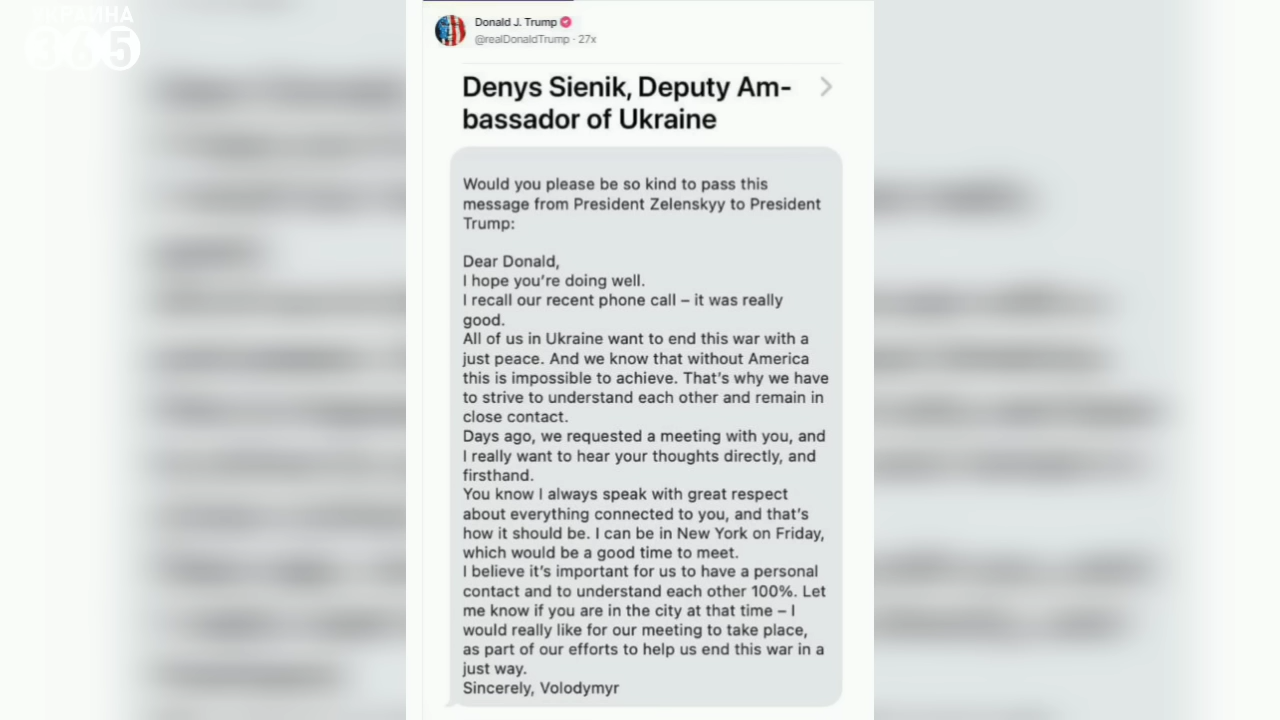 УКРАИНА
365
Donald J. Trump
@realDonaldTrump · 27x
Denys Sienik, Deputy Am-
bassador of Ukraine
Would you please be so kind to pass this
message from President Zelenskyy to President
Trump:
Dear Donald,
I hope you're doing well.
I recall our recent phone call – it was really
good.
All of us in Ukraine want to end this war with a
just peace. And we know that without America
this is impossible to achieve. That's why we have
to strive to understand each other and remain in
close contact.
Days ago, we requested a meeting with you, and
I really want to hear your thoughts directly, and
firsthand.
You know I always speak with great respect
about everything connected to you, and that's
how it should be. I can be in New York on Friday,
which would be a good time to meet.
I believe it's important for us to have a personal
contact and to understand each other 100%. Let
me know if you are in the city at that time – I
would really like for our meeting to take place,
as part of our efforts to help us end this war in a
just way.
Sincerely, Volodymyr